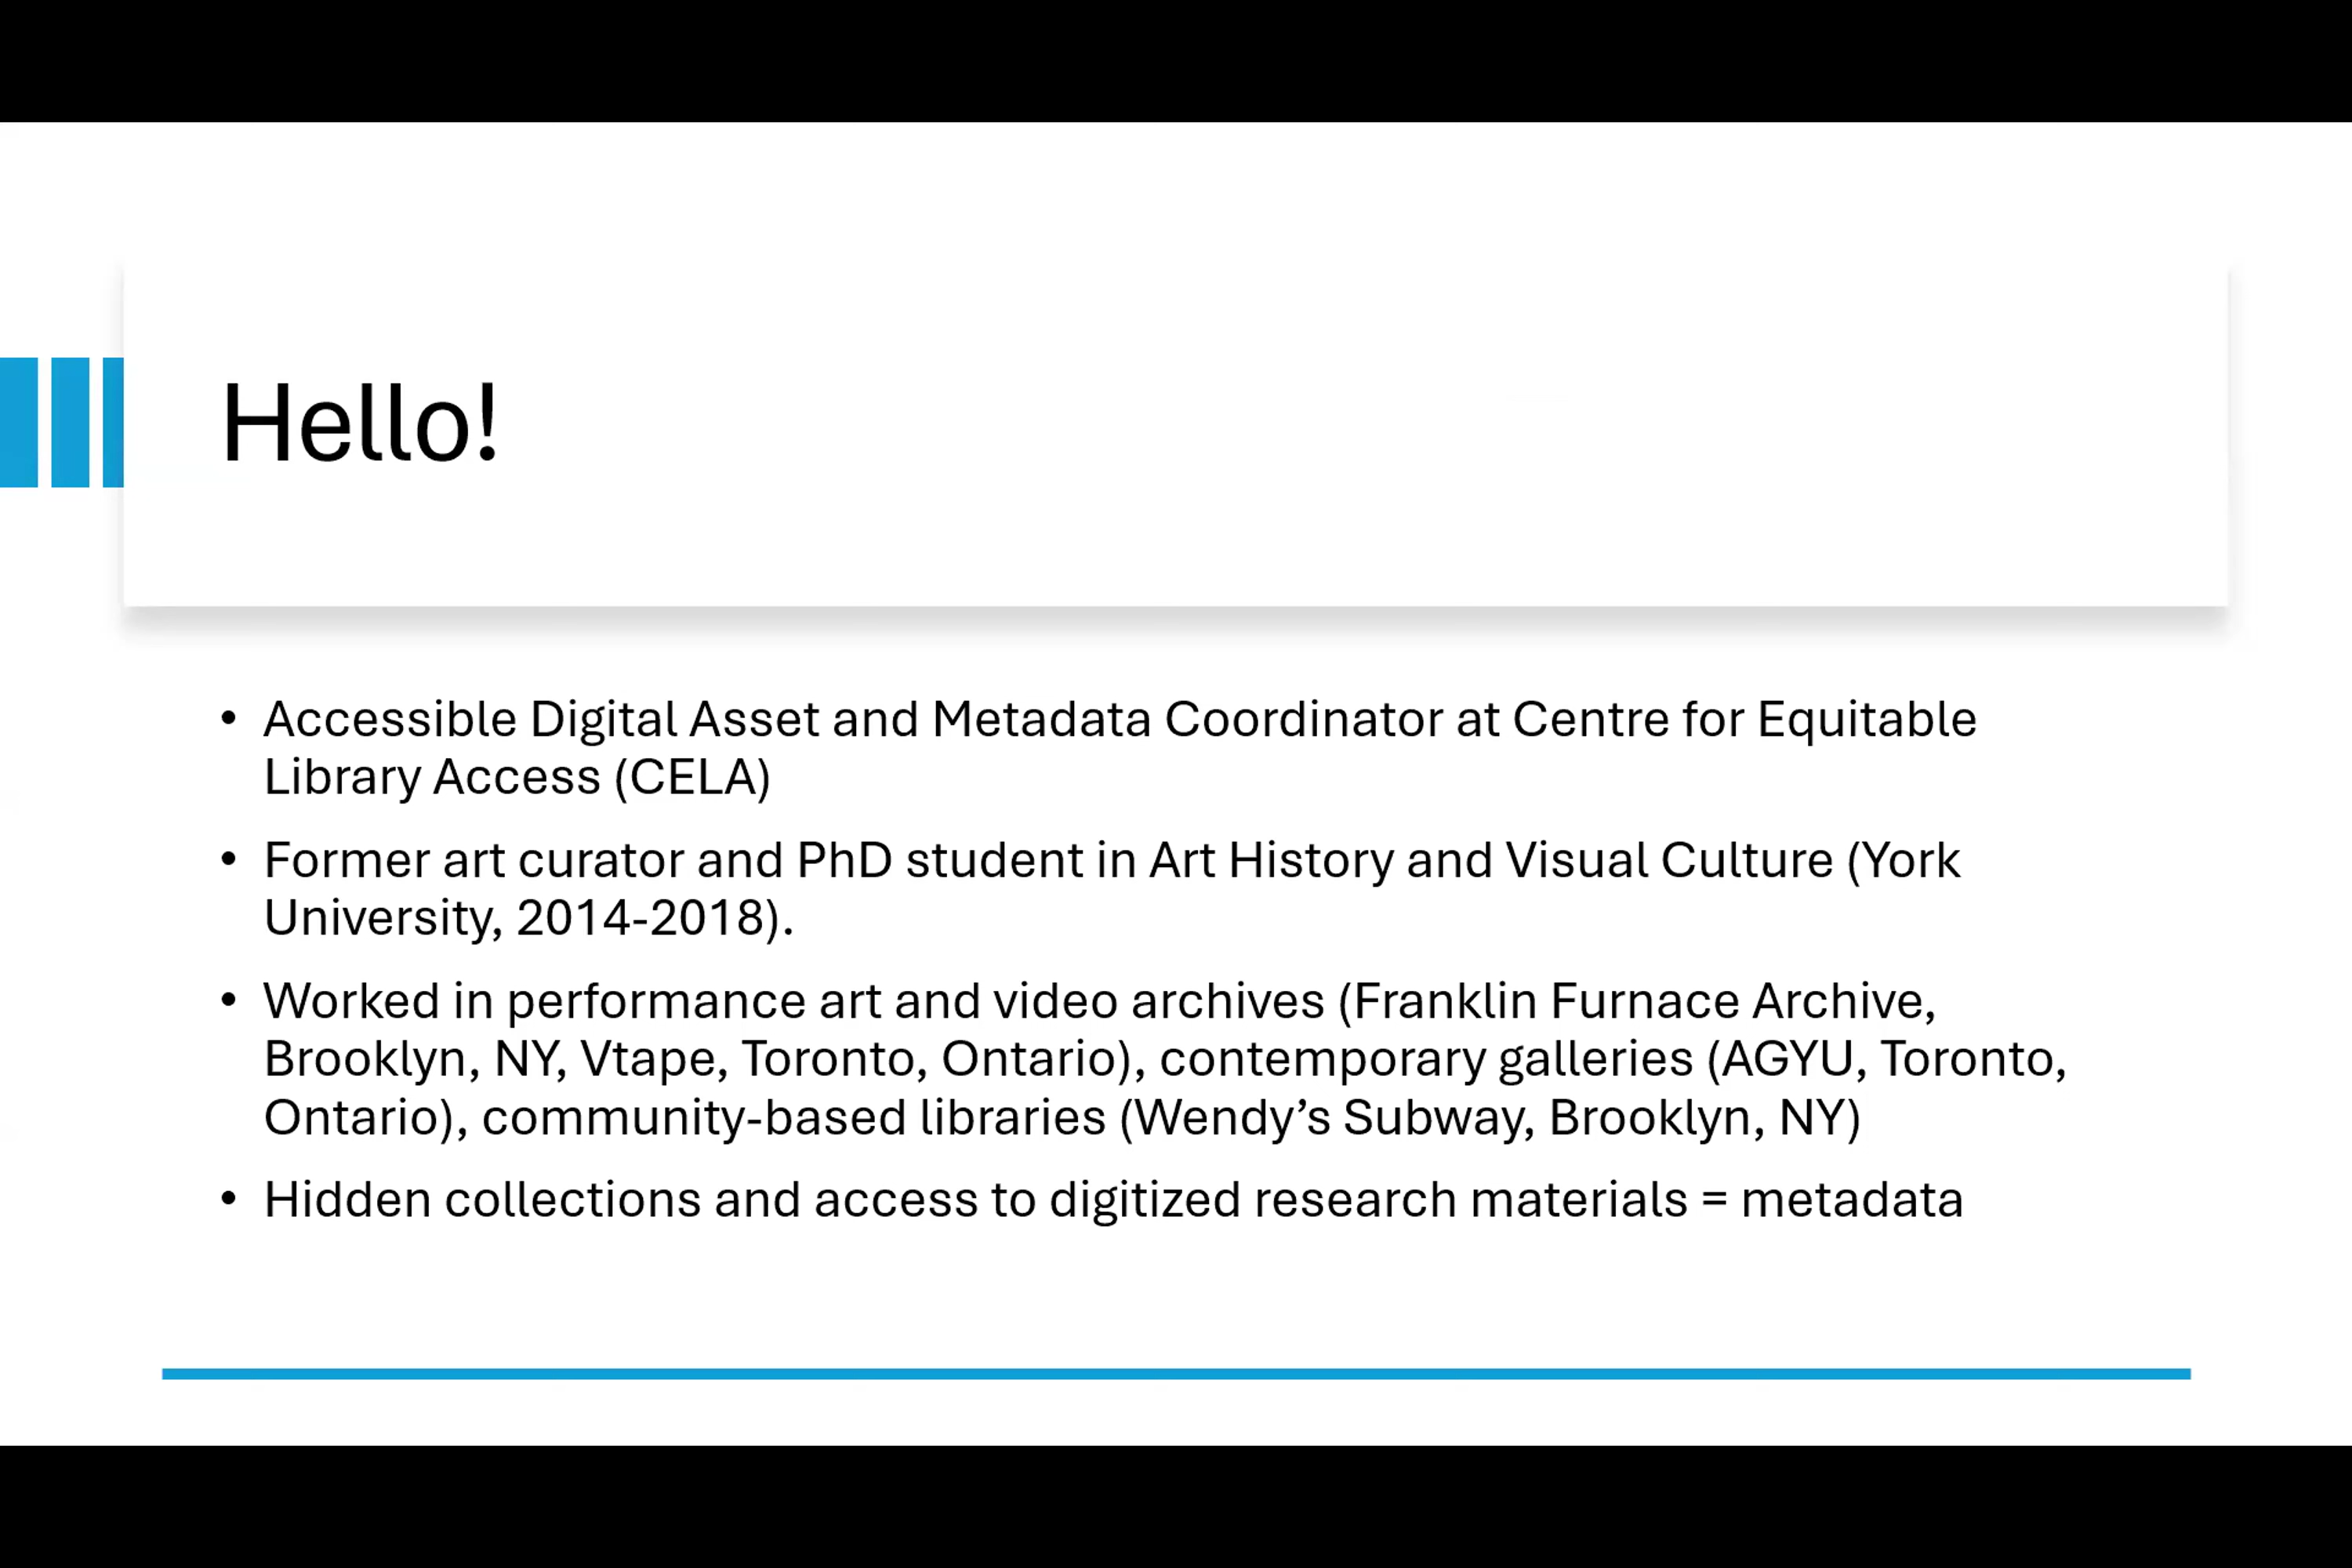 Hello!
• Accessible Digital Asset and Metadata Coordinator at Centre for Equitable
Library Access (CELA)
• Former art curator and PhD student in Art History and Visual Culture (York
University, 2014-2018).
• Worked in performance art and video archives (Franklin Furnace Archive,
Brooklyn, NY, Vtape, Toronto, Ontario), contemporary galleries (AGYU, Toronto,
Ontario), community-based libraries (Wendy’s Subway, Brooklyn, NY)
• Hidden collections and access to digitized research materials = metadata